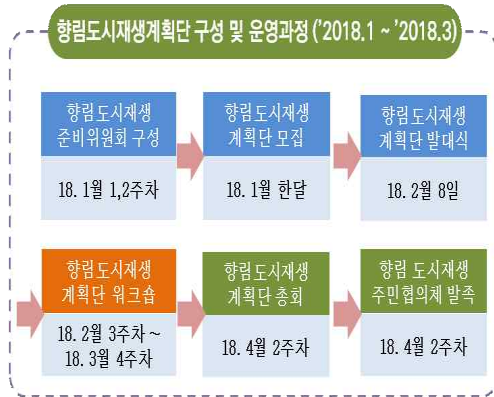 향림도시재생계획단 구성 및 운영과정 ('2018.1 ~ '2018.3)
향림도시재생
준비위원회 구성
18. 1월 1,2주차
향림도시재생
계획단 모집
18. 1월 한달
향림도시재생
계획단 발대식
18. 2월 8일
향림도시재생
계획단 워크숍
18. 2월 3주차~
18. 3월 4주차
향림도시재생
계획단 총회
18. 4월 2주차
향림 도시재생
주민협의체 발족
18. 4월 2주차